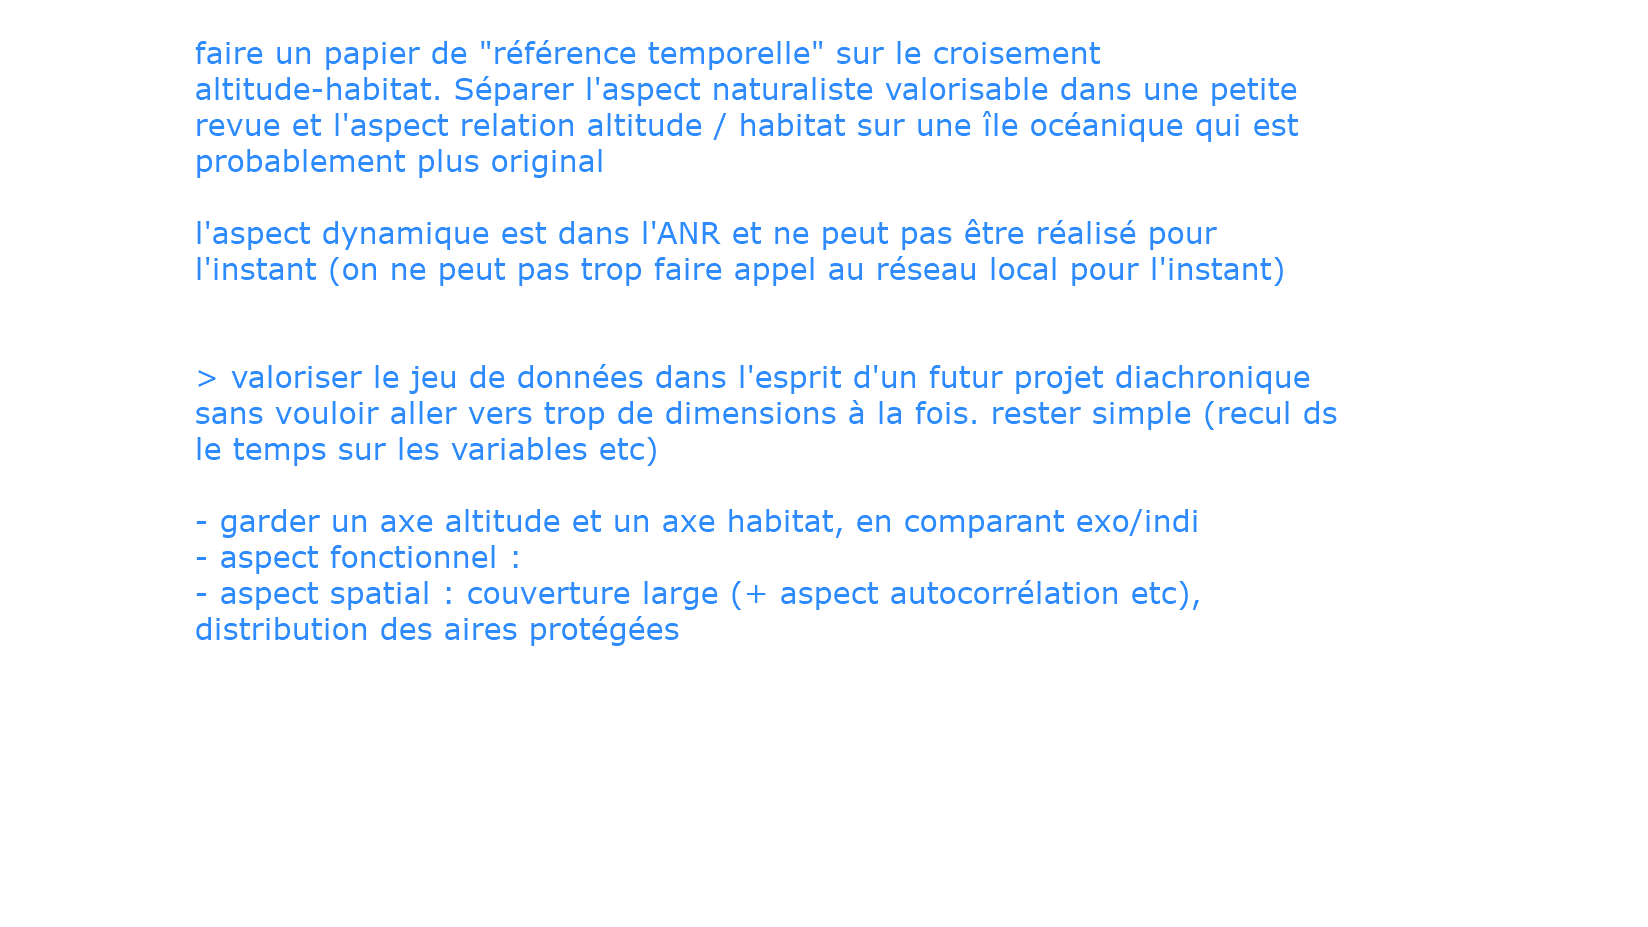 faire un papier de "référence temporelle" sur le croisement
altitude-habitat. Séparer l'aspect naturaliste valorisable dans une petite
revue et l'aspect relation altitude / habitat sur une île océanique qui est
probablement plus original
l'aspect dynamique est dans l'ANR et ne peut pas être réalisé pour
l'instant (on ne peut pas trop faire appel au réseau local pour l'instant)
> valoriser le jeu de données dans l'esprit d'un futur projet diachronique
sans vouloir aller vers trop de dimensions à la fois. rester simple (recul ds
le temps sur les variables etc)
- garder un axe altitude et un axe habitat, en comparant exo/indi
- aspect fonctionnel :
- aspect spatial : couverture large (+ aspect autocorrélation etc),
distribution des aires protégées